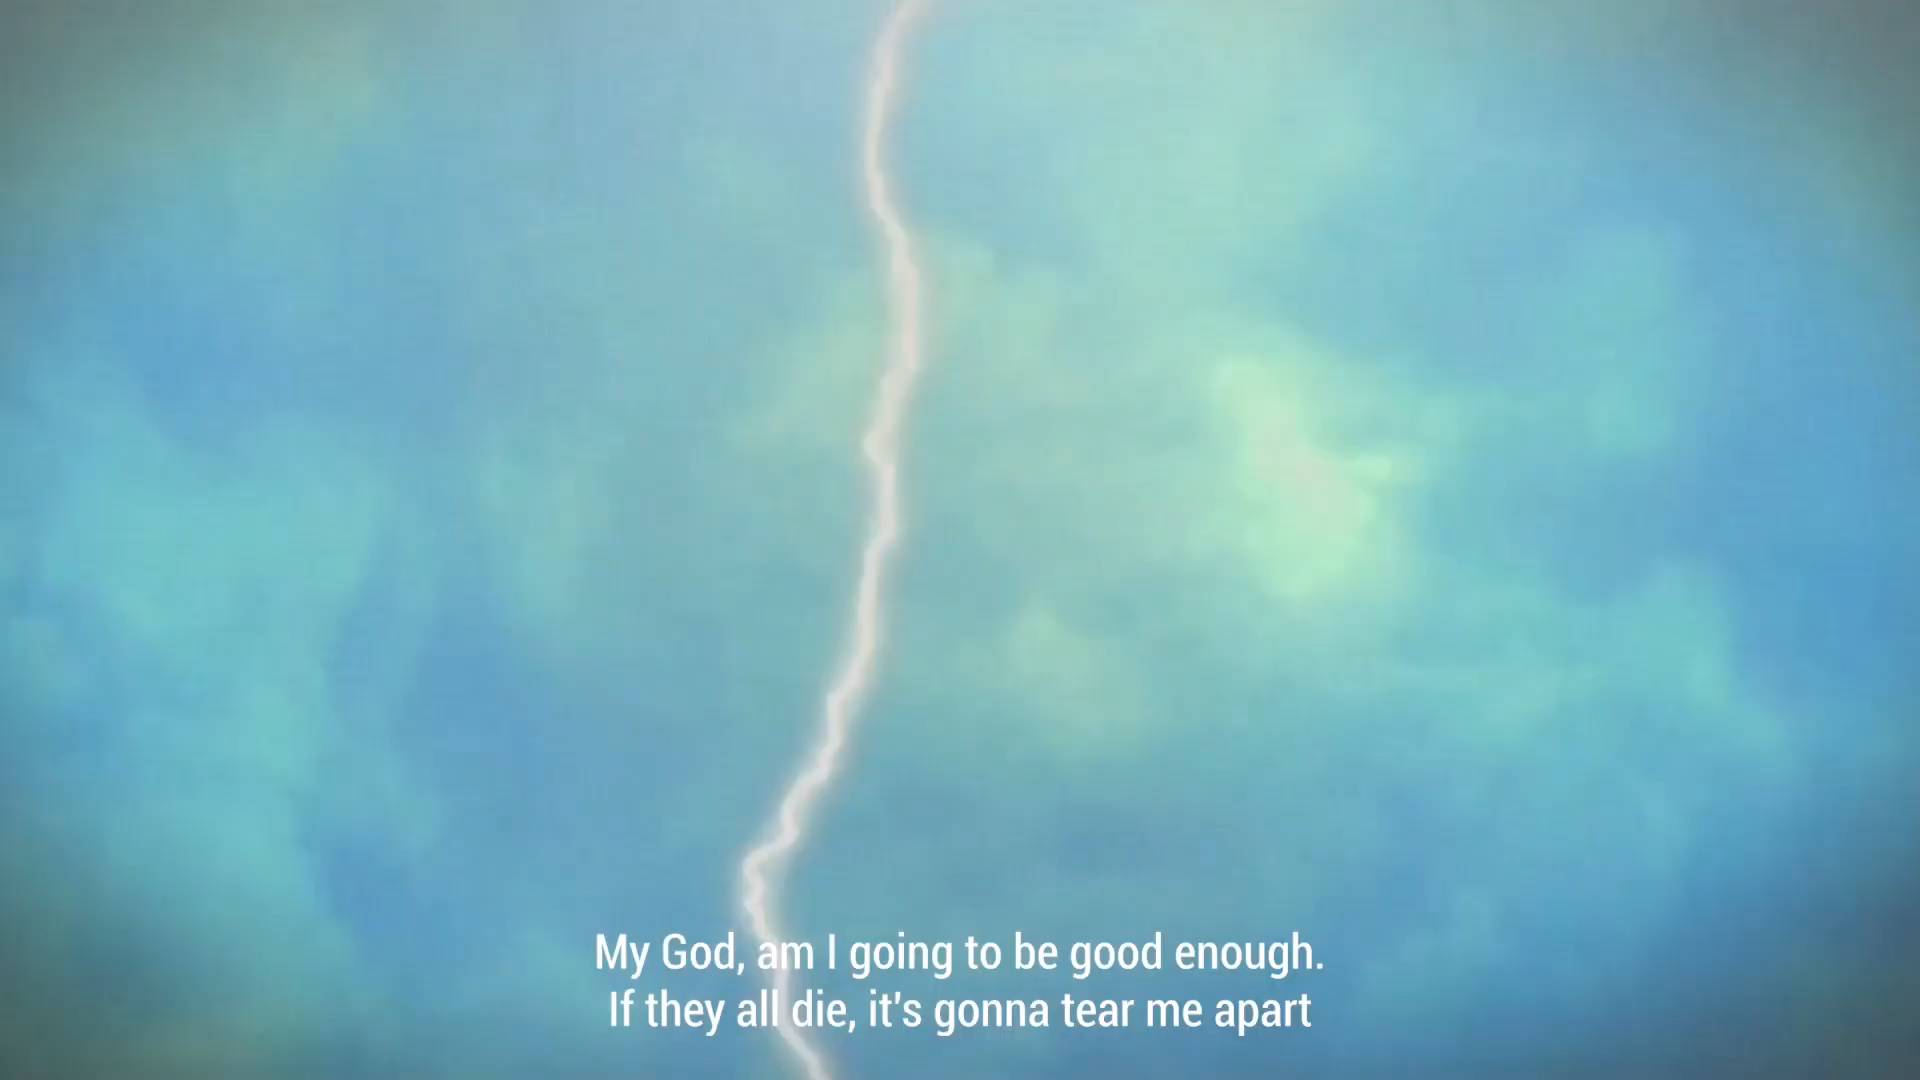 My God, am I going to be good enough.
If they all die, it's gonna tear me apart